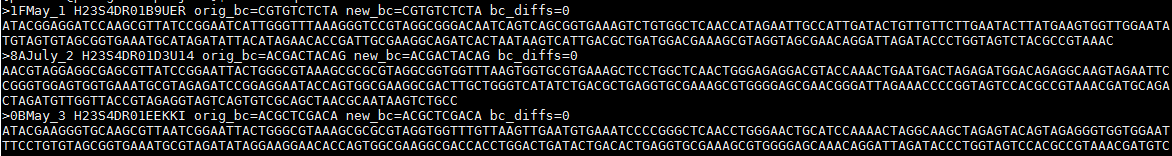 >1FMay_1 H23S4DR01B9UER orig_bc=CGTGTCTCTA new_bc=CGTGTCTCTA bc_diffs=0
ATACGGAGGATCCAAGCGTTATCCGGAATCATTGGGTTTAAAGGGTCCGTAGGCGGGACAATCAGTCAGCGGTGAAAGTCTGTGGCTCAACCATAGAATTGCCATTGATACTGTTGTTCTTGAATACTTATGAAGTGGTTGGAATA
TGTAGTGTAGCGGTGAAATGCATAGATATTACATAGAACACCGATTGCGAAGGCAGATCACTAATAAGTCATTGACGCTGATGGACGAAAGCGTAGGTAGCGAACAGGATTAGATACCCTGGTAGTCTACGCCGTAAAC
>8AJuly_2 H23S4DR01D3U14 orig_bc=ACGACTACAG new_bc=ACGACTACAG bc_diffs=0
AACGTAGGAGGCGAGCGTTATCCGGAATTACTGGGCGTAAAGCGCGCGTAGGCGGTGGTTTAAGTGGTGCGTGAAAGCTCCTGGCTCAACTGGGAGAGGACGTACCAAACTGAATGACTAGAGATGGACAGAGGCAAGTAGAATTC
CGGGTGGAGTGGTGAAATGCGTAGAGATCCGGAGGAATACCAGTGGCGAAGGCGACTTGCTGGGTCATATCTGACGCTGAGGTGCGAAAGCGTGGGGAGCGAACGGGATTAGAAACCCCGGTAGTCCACGCCGTAAACGATGCAGA
CTAGATGTTGGTTACCGTAGAGGTAGTCAGTGTCGCAGCTAACGCAATAAGTCTGCC
>0BMay_3 H23S4DR01EEKKI orig_bc=ACGCTCGACA new_bc=ACGCTCGACA bc_diffs=0
ATACGAAGGGTGCAAGCGTTAATCGGAATTACTGGGCGTAAAGCGCGCGTAGGTGGTTTGTTAAGTTGAATGTGAAATCCCCGGGCTCAACCTGGGAACTGCATCCAAAACTAGGCAAGCTAGAGTACAGTAGAGGGTGGTGGAAT
TTCCTGTGTAGCGGTGAAATGCGTAGATATAGGAAGGAACACCAGTGGCGAAGGCGACCACCTGGACTGATACTGACACTGAGGTGCGAAAGCGTGGGGAGCAAACAGGATTAGATACCCTGGTAGTCCACGCCGTAAACGATGTC